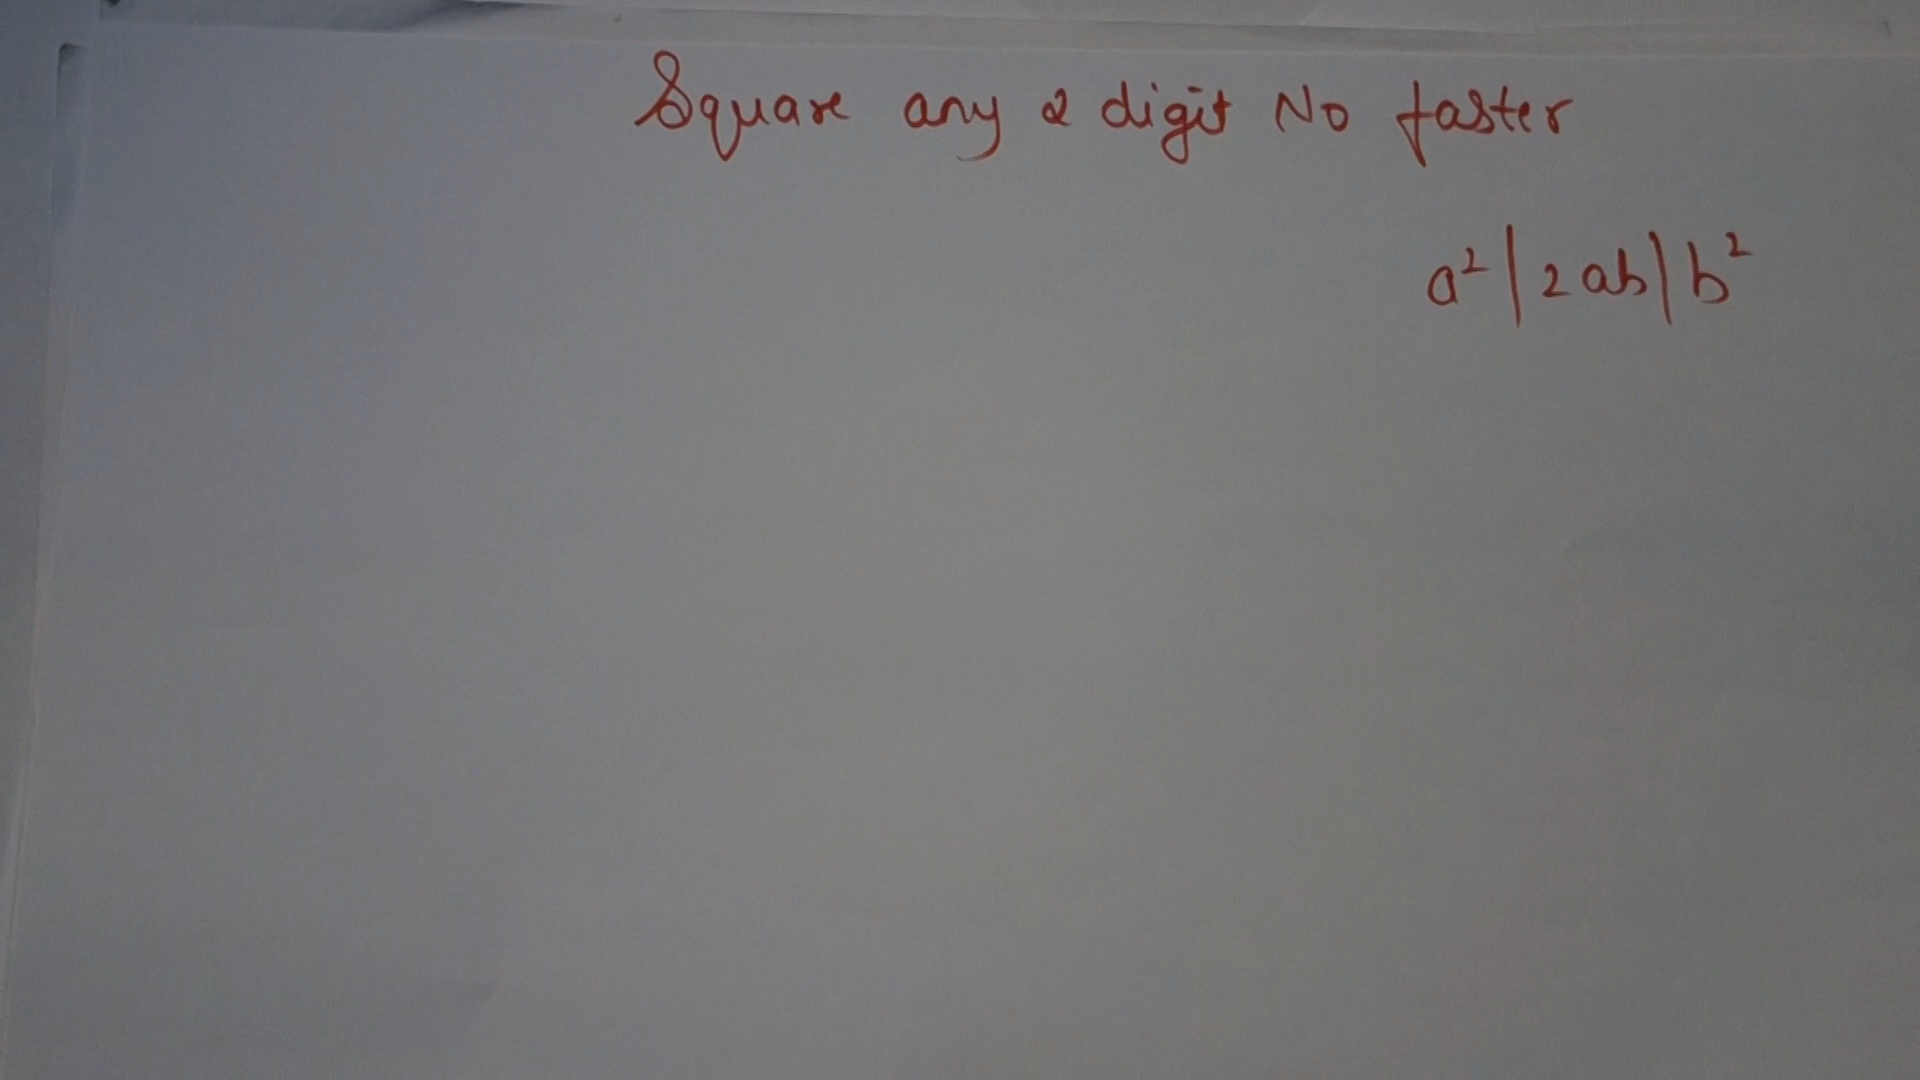 Square any 2 digit No faster
a² | 2ab | b²